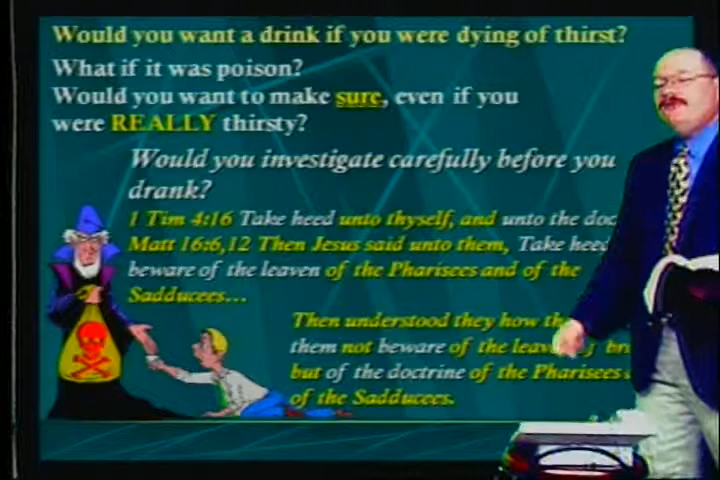 Would you want a drink if you were dying of thirst?
What if it was poison?
Would you want to make sure, even if you
were REALLY thirsty?
Would you investigate carefully before you
drank?
1 Tim 4:16 Take heed unto thyself, and unto the doc
Matt 16:6,12 Then Jesus said unto them, Take heed
beware of the leaven of the Pharisees and of the
Sadducees...
Then understood they how th
them not beware of the leav
but of the doctrine of the Pharisees
of the Sadducees.